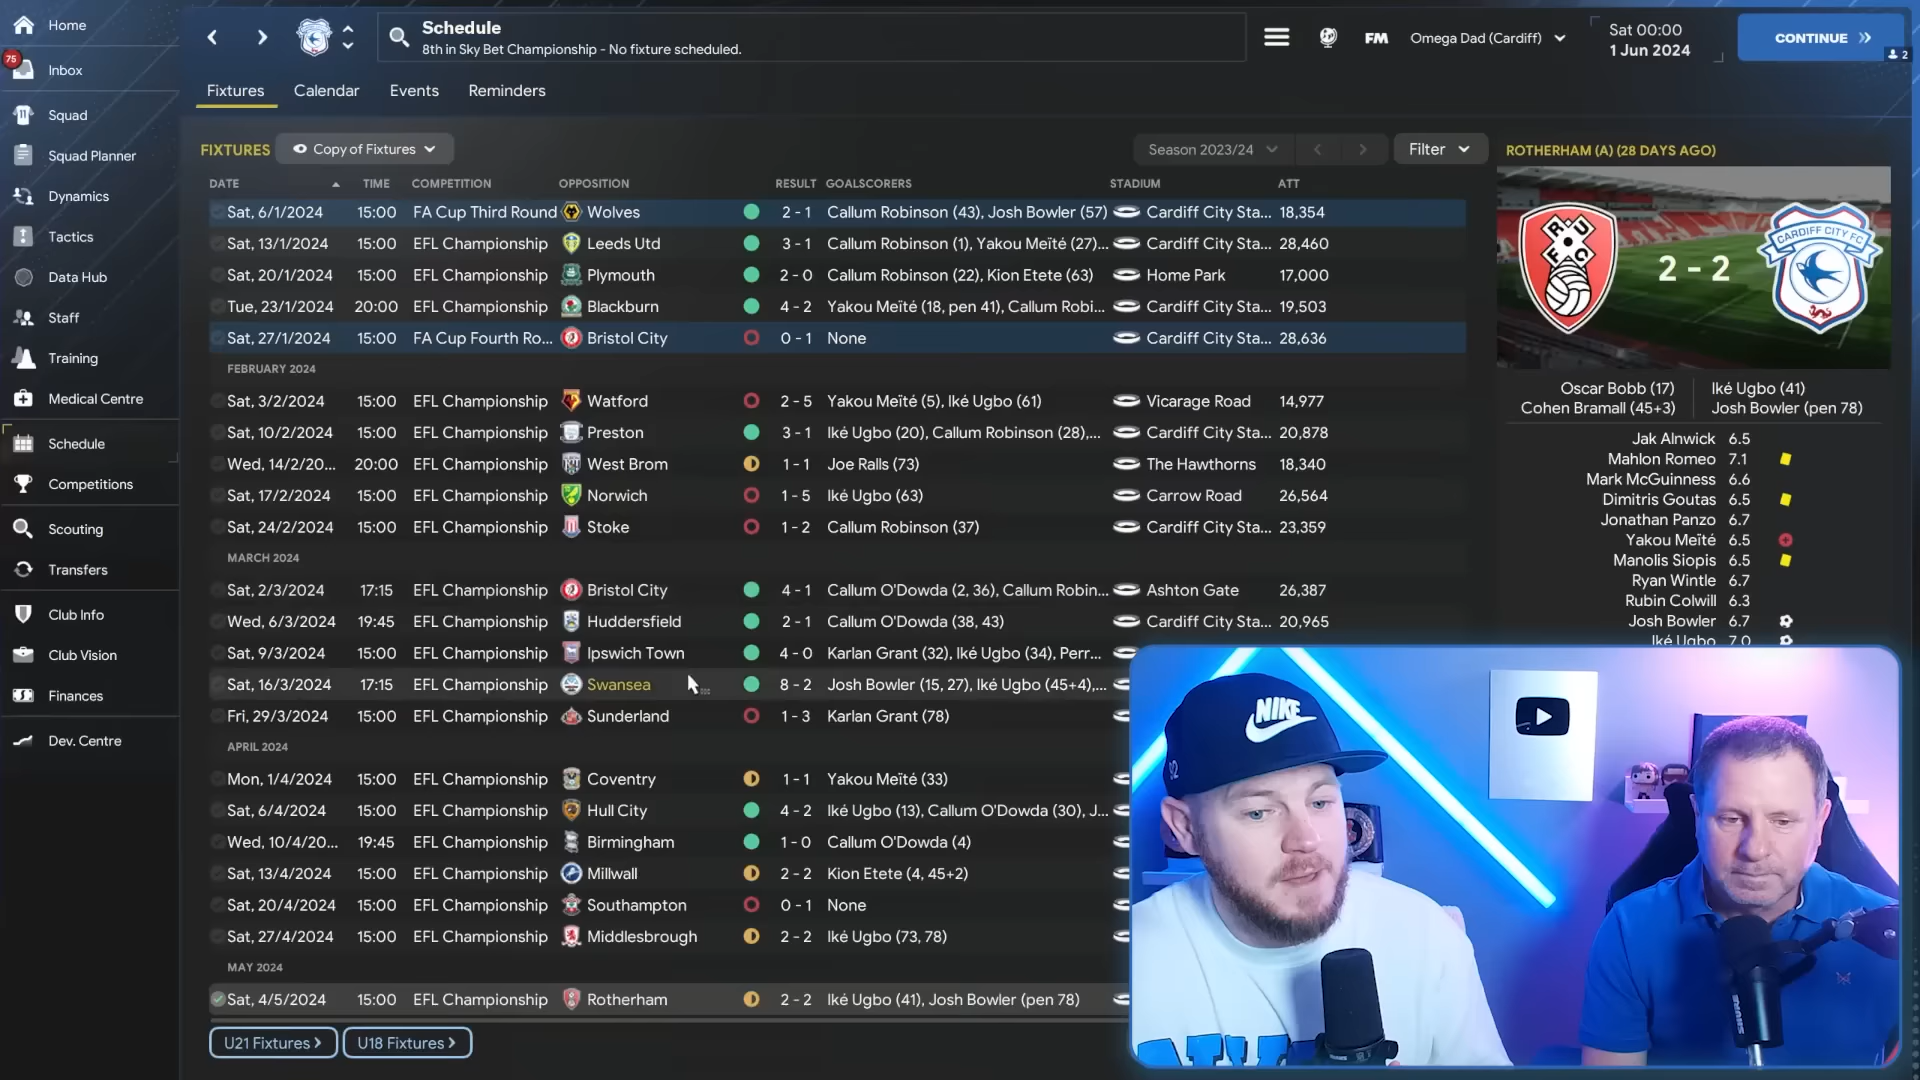 Home
75
Inbox
Squad
Squad Planner
Dynamics
Tactics
Data Hub
Staff
Training
Medical Centre
Schedule
Competitions
Scouting
Transfers
Club Info
Club Vision
Finances
Dev. Centre
Schedule
8th in Sky Bet Championship - No fixture scheduled.
FM
Omega Dad (Cardiff)
Sat 00:00
1 Jun 2024
CONTINUE
2
Fixtures Calendar Events Reminders
FIXTURES Copy of Fixtures Season 2023/24 Filter
DATE TIME COMPETITION OPPOSITION RESULT GOALSCORERS STADIUM ATT
Sat, 6/1/2024 15:00 FA Cup Third Round Wolves 2 - 1 Callum Robinson (43), Josh Bowler (57) Cardiff City Sta... 18,354
Sat, 13/1/2024 15:00 EFL Championship Leeds Utd 3 - 1 Callum Robinson (1), Yakou Meïté (27)... Cardiff City Sta... 28,460
Sat, 20/1/2024 15:00 EFL Championship Plymouth 2 - 0 Callum Robinson (22), Kion Etete (63) Home Park 17,000
Tue, 23/1/2024 20:00 EFL Championship Blackburn 4 - 2 Yakou Meïté (18, pen 41), Callum Robi... Cardiff City Sta... 19,503
Sat, 27/1/2024 15:00 FA Cup Fourth Ro... Bristol City 0 - 1 None Cardiff City Sta... 28,636
FEBRUARY 2024
Sat, 3/2/2024 15:00 EFL Championship Watford 2 - 5 Yakou Meïté (5), Iké Ugbo (61) Vicarage Road 14,977
Sat, 10/2/2024 15:00 EFL Championship Preston 3 - 1 Iké Ugbo (20), Callum Robinson (28),... Cardiff City Sta... 20,878
Wed, 14/2/20... 20:00 EFL Championship West Brom 1 - 1 Joe Ralls (73) The Hawthorns 18,340
Sat, 17/2/2024 15:00 EFL Championship Norwich 1 - 5 Iké Ugbo (63) Carrow Road 26,564
Sat, 24/2/2024 15:00 EFL Championship Stoke 1 - 2 Callum Robinson (37) Cardiff City Sta... 23,359
MARCH 2024
Sat, 2/3/2024 17:15 EFL Championship Bristol City 4 - 1 Callum O'Dowda (2, 36), Callum Robin... Ashton Gate 26,387
Wed, 6/3/2024 19:45 EFL Championship Huddersfield 2 - 1 Callum O'Dowda (38, 43) Cardiff City Sta... 20,965
Sat, 9/3/2024 15:00 EFL Championship Ipswich Town 4 - 0 Karlan Grant (32), Iké Ugbo (34), Perr...
Sat, 16/3/2024 17:15 EFL Championship Swansea 8 - 2 Josh Bowler (15, 27), Iké Ugbo (45+4),...
Fri, 29/3/2024 15:00 EFL Championship Sunderland 1 - 3 Karlan Grant (78)
APRIL 2024
Mon, 1/4/2024 15:00 EFL Championship Coventry 1 - 1 Yakou Meïté (33)
Sat, 6/4/2024 15:00 EFL Championship Hull City 4 - 2 Iké Ugbo (13), Callum O'Dowda (30), J...
Wed, 10/4/20... 19:45 EFL Championship Birmingham 1 - 0 Callum O'Dowda (4)
Sat, 13/4/2024 15:00 EFL Championship Millwall 2 - 2 Kion Etete (4, 45+2)
Sat, 20/4/2024 15:00 EFL Championship Southampton 0 - 1 None
Sat, 27/4/2024 15:00 EFL Championship Middlesbrough 2 - 2 Iké Ugbo (73, 78)
MAY 2024
Sat, 4/5/2024 15:00 EFL Championship Rotherham 2 - 2 Iké Ugbo (41), Josh Bowler (pen 78)
U21 Fixtures U18 Fixtures
ROTHERHAM (A) (28 DAYS AGO)
2 - 2
CARDIFF CITY FC
Oscar Bobb (17) Iké Ugbo (41)
Cohen Bramall (45+3) Josh Bowler (pen 78)
Jak Alnwick 6.5
Mahlon Romeo 7.1
Mark McGuinness 6.6
Dimitris Goutas 6.5
Jonathan Panzo 6.7
Yakou Meïté 6.5
Manolis Siopis 6.5
Ryan Wintle 6.7
Rubin Colwill 6.3
Josh Bowler 6.7
Iké Ugbo 7.0
NIKE